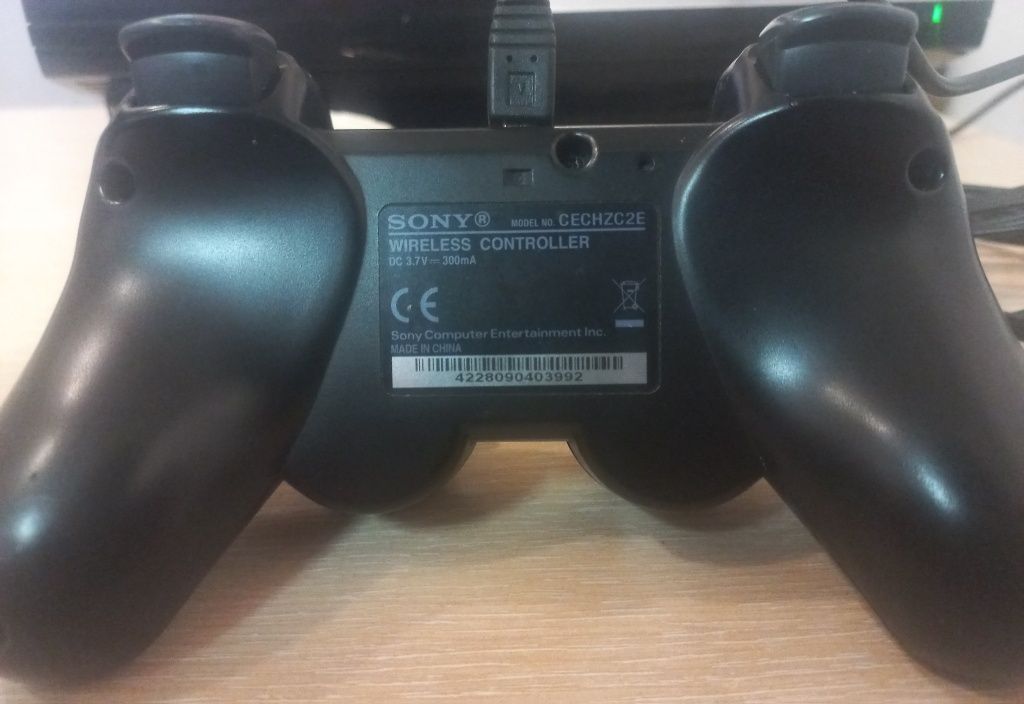 SONY® MODEL NO. CECHZC2E
WIRELESS CONTROLLER
DC 3.7V⎓300mA
CE
Sony Computer Entertainment Inc.
MADE IN CHINA
4228090403992